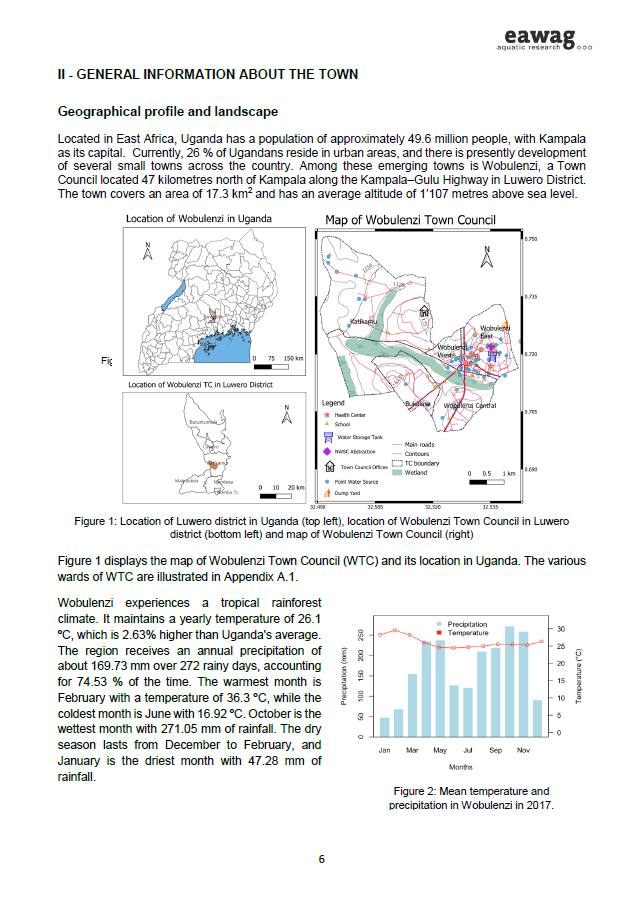 eawag
aquatic research
II - GENERAL INFORMATION ABOUT THE TOWN
Geographical profile and landscape
Located in East Africa, Uganda has a population of approximately 49.6 million people, with Kampala
as its capital. Currently, 26 % of Ugandans reside in urban areas, and there is presently development
of several small towns across the country. Among these emerging towns is Wobulenzi, a Town
Council located 47 kilometres north of Kampala along the Kampala–Gulu Highway in Luwero District.
The town covers an area of 17.3 km² and has an average altitude of 1'107 metres above sea level.
Location of Wobulenzi in Uganda
N
0 75 150 km
Fig
Location of Wobulenzi TC in Luwero District
N
Butuntumula
Luwero
Katikamu
Makulubita
Nyimbwa
Bombo Tc
0 10 20 km
Map of Wobulenzi Town Council
N
0.750
0.735
0.720
0.705
0.690
Katikamu
Wobulenzi
East
Wobulenzi
West
Bukalasa
Wobulenzi Central
Legend
Health Center
School
Water Storage Tank
NWSC Abstraction
Town Council Offices
Point Water Source
Dump Yard
Main roads
Contours
TC boundary
Wetland
0 0.5 1 km
32.490 32.505 32.520 32.535
Figure 1: Location of Luwero district in Uganda (top left), location of Wobulenzi Town Council in Luwero
district (bottom left) and map of Wobulenzi Town Council (right)
Figure 1 displays the map of Wobulenzi Town Council (WTC) and its location in Uganda. The various
wards of WTC are illustrated in Appendix A.1.
Wobulenzi experiences a tropical rainforest
climate. It maintains a yearly temperature of 26.1
ºC, which is 2.63% higher than Uganda's average.
The region receives an annual precipitation of
about 169.73 mm over 272 rainy days, accounting
for 74.53 % of the time. The warmest month is
February with a temperature of 36.3 ºC, while the
coldest month is June with 16.92 ºC. October is the
wettest month with 271.05 mm of rainfall. The dry
season lasts from December to February, and
January is the driest month with 47.28 mm of
rainfall.
Precipitation
Temperature
Precipitation (mm)
0 50 100 150 200 250
Temperature (°C)
0 5 10 15 20 25 30
Jan Mar May Jul Sep Nov
Months
Figure 2: Mean temperature and
precipitation in Wobulenzi in 2017.
6